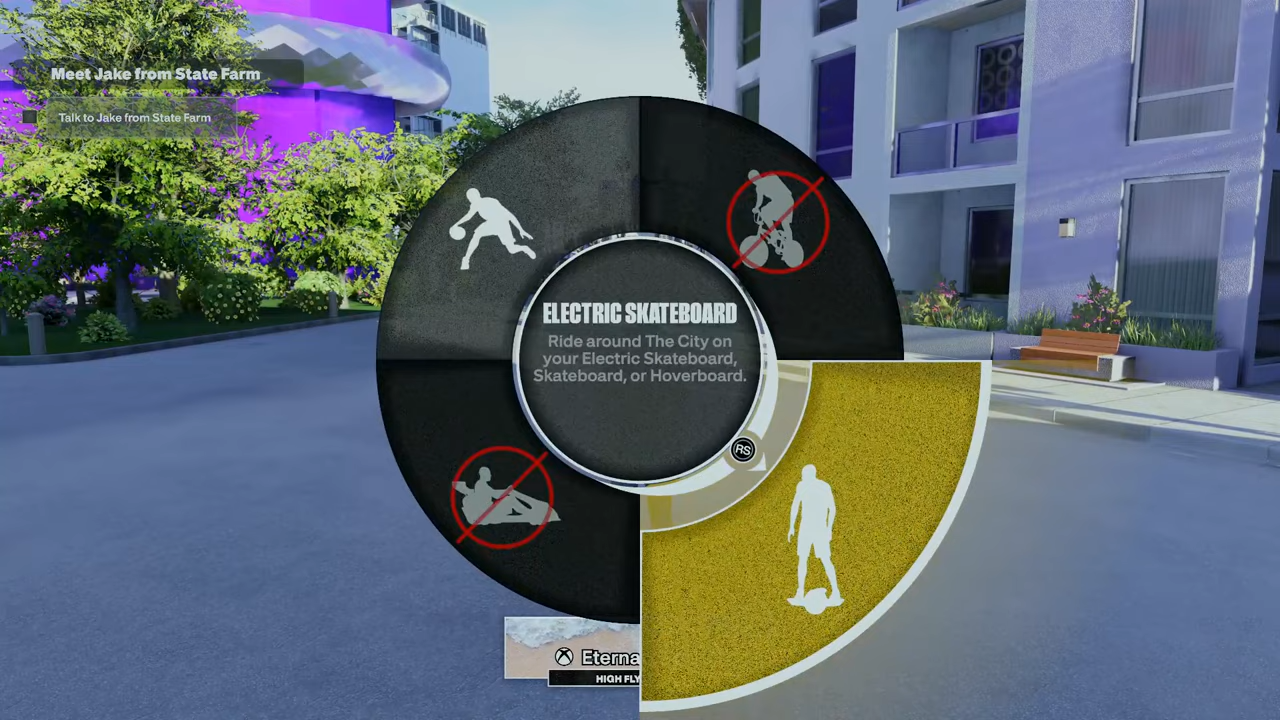 Meet Jake from State Farm
Talk to Jake from State Farm
ELECTRIC SKATEBOARD
Ride around The City on
your Electric Skateboard,
Skateboard, or Hoverboard.
RS
Eterna
HIGH FLY